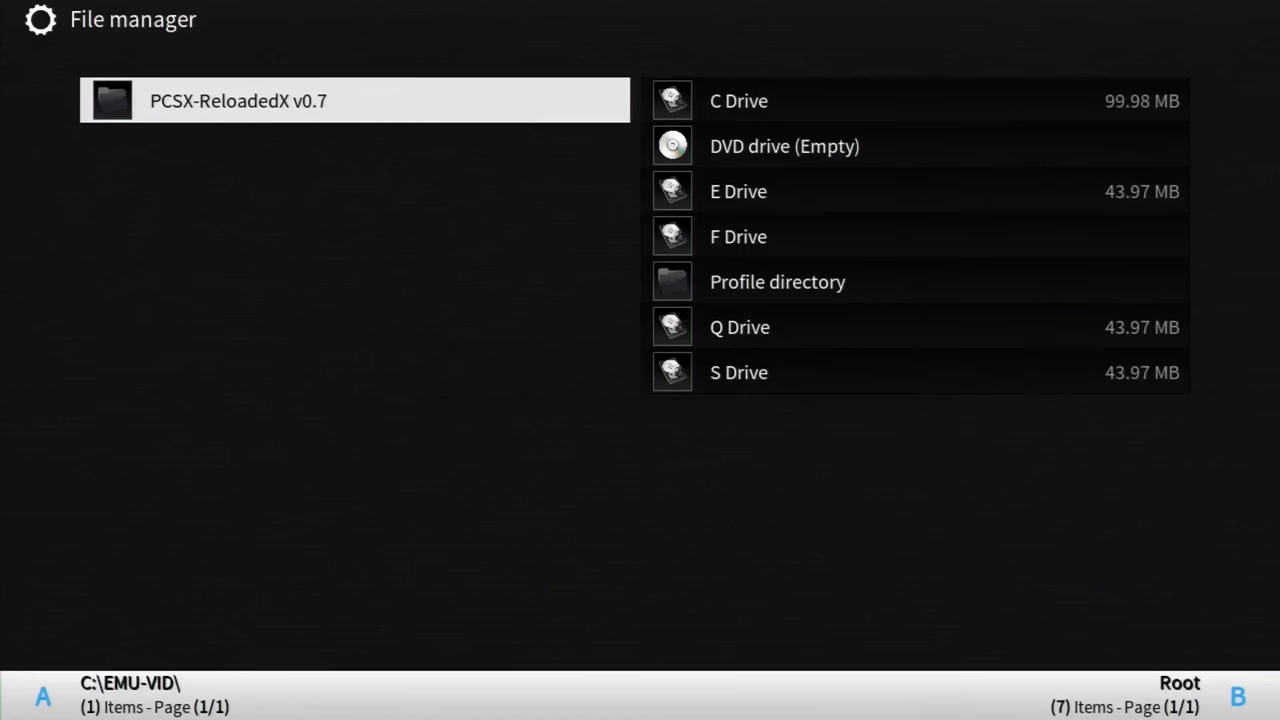 File manager
PCSX-ReloadedX v0.7
C Drive 99.98 MB
DVD drive (Empty)
E Drive 43.97 MB
F Drive
Profile directory
Q Drive 43.97 MB
S Drive 43.97 MB
A
C:\EMU-VID\
(1) Items - Page (1/1)
Root
(7) Items - Page (1/1)
B